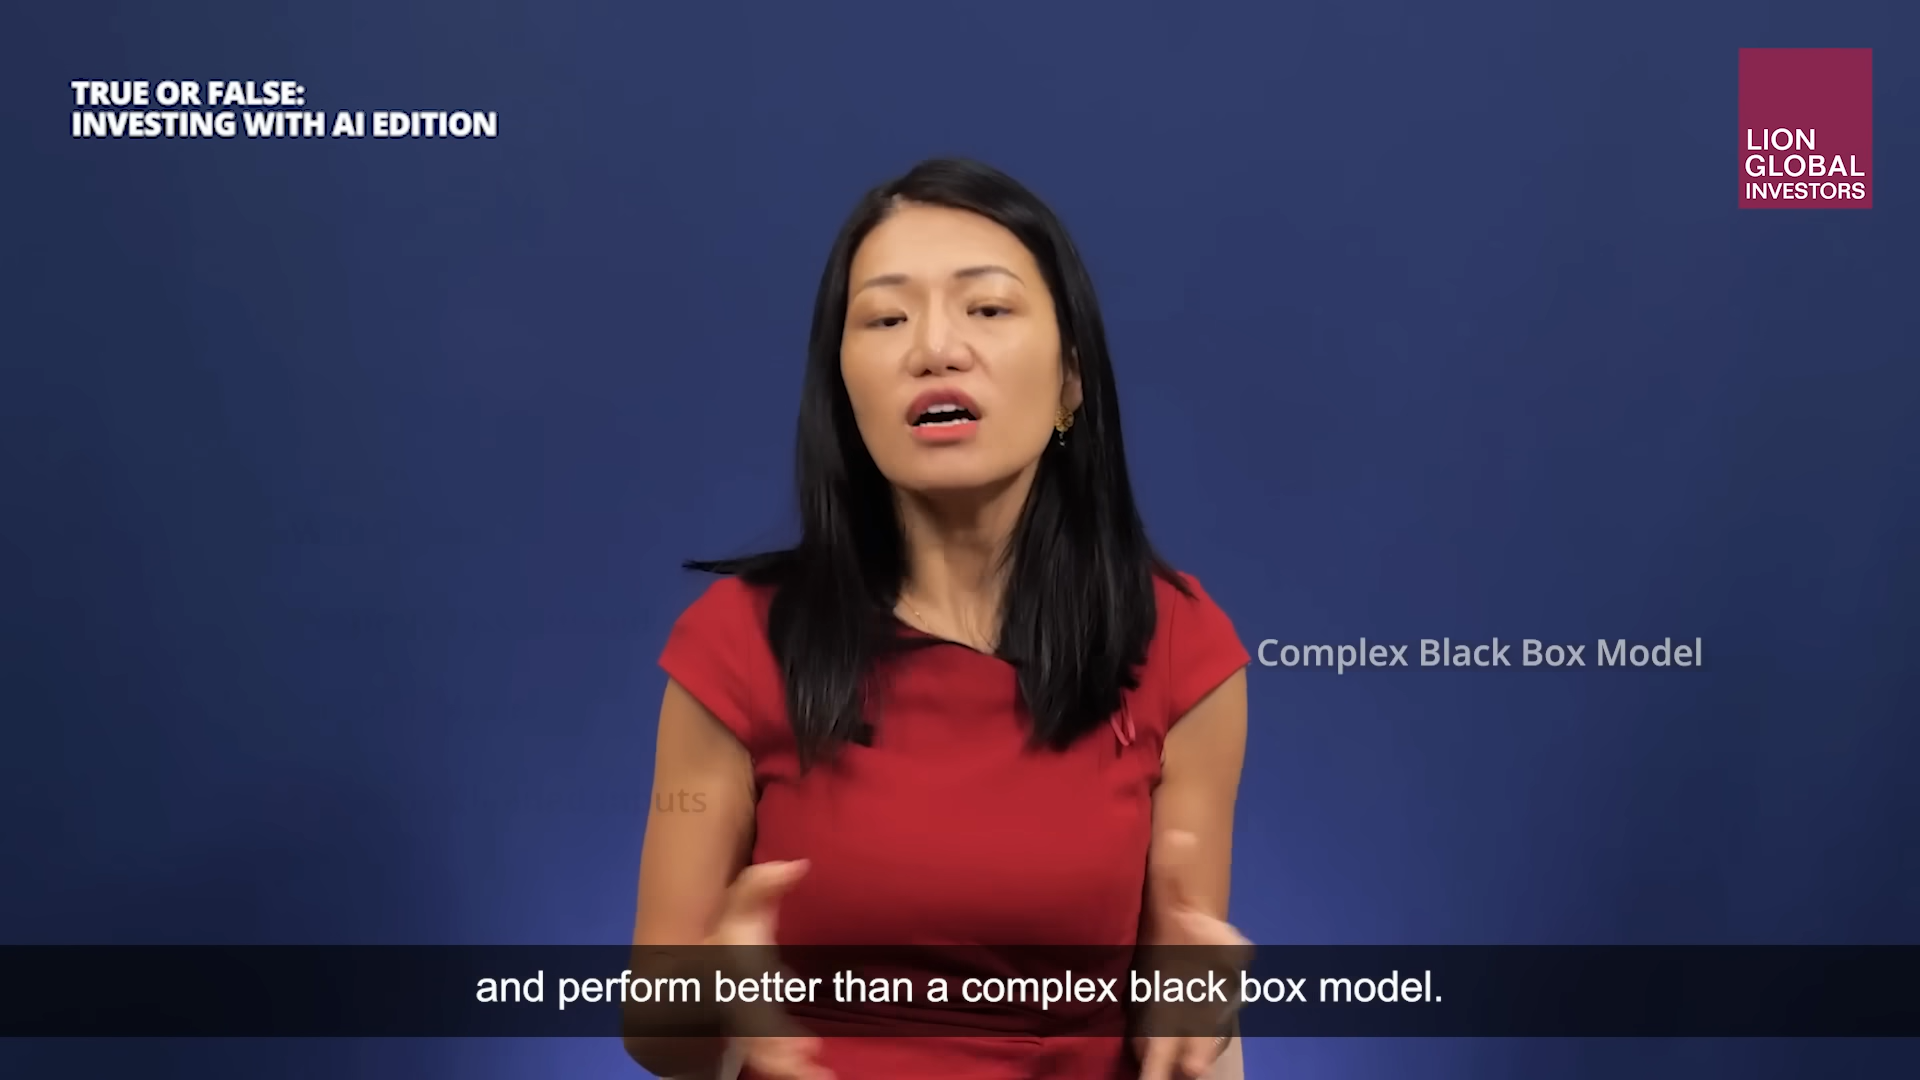 TRUE OR FALSE:
INVESTING WITH AI EDITION
LION
GLOBAL
INVESTORS
Complex Black Box Model
and perform better than a complex black box model.